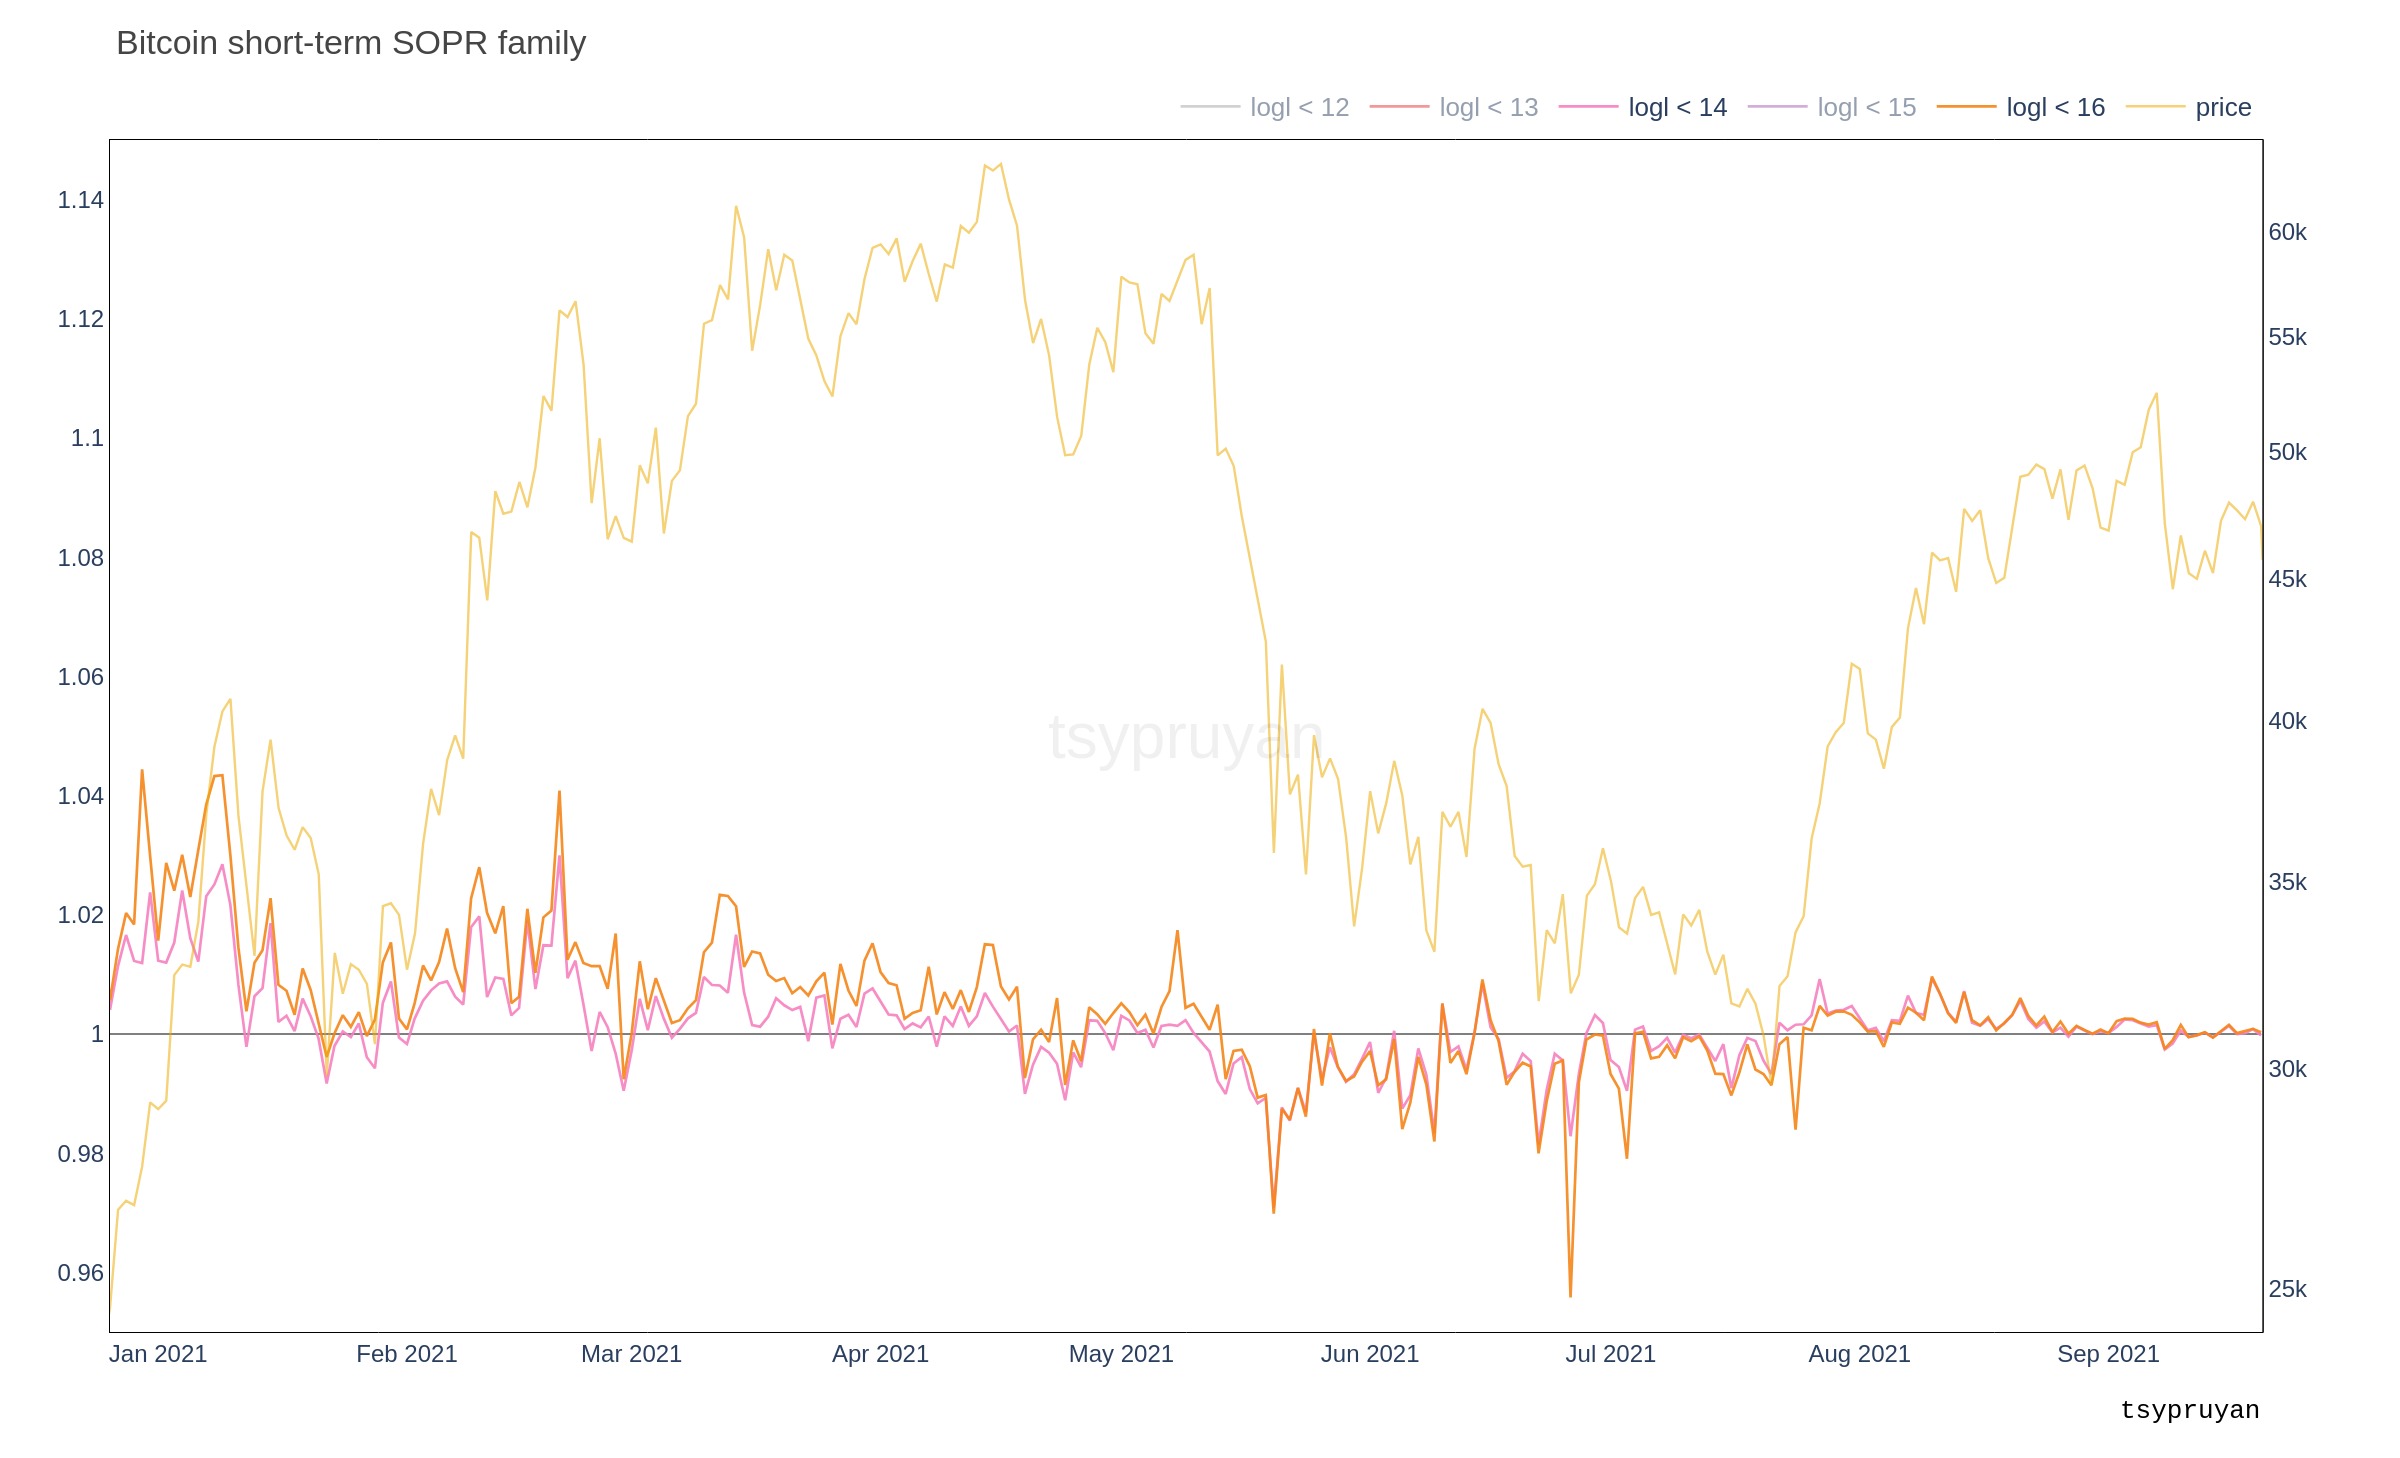 Bitcoin short-term SOPR family
logl < 12 logl < 13 logl < 14 logl < 15 logl < 16 price
1.14
60k
1.12
55k
1.1
50k
1.08
45k
1.06
40k
tsypruyan
1.04
35k
1.02
1
30k
0.98
0.96
25k
Jan 2021 Feb 2021 Mar 2021 Apr 2021 May 2021 Jun 2021 Jul 2021 Aug 2021 Sep 2021
tsypruyan